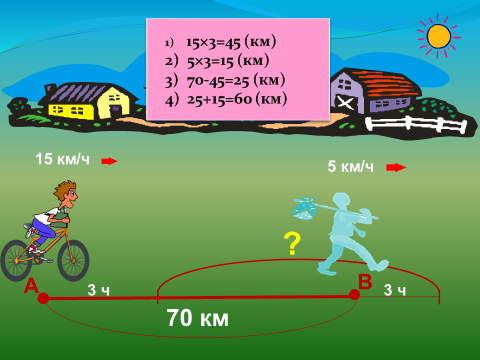 1) 15×3=45 (км)
2) 5×3=15 (км)
3) 70-45=25 (км)
4) 25+15=60 (км)
15 км/ч
5 км/ч
?
А
В
3 ч
3 ч
70 км